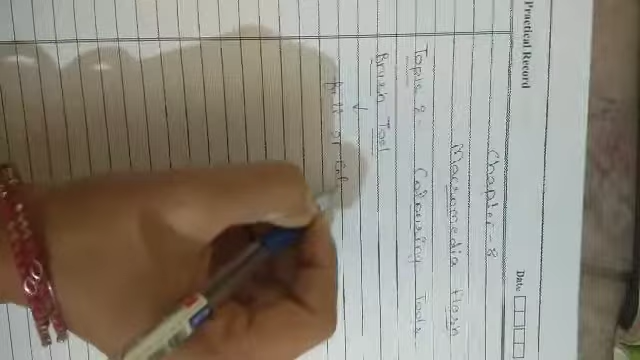 Practical Record
Date
Chapter-8
Macromedia flash
Topic 2- Colouring Tools
Brush Tool